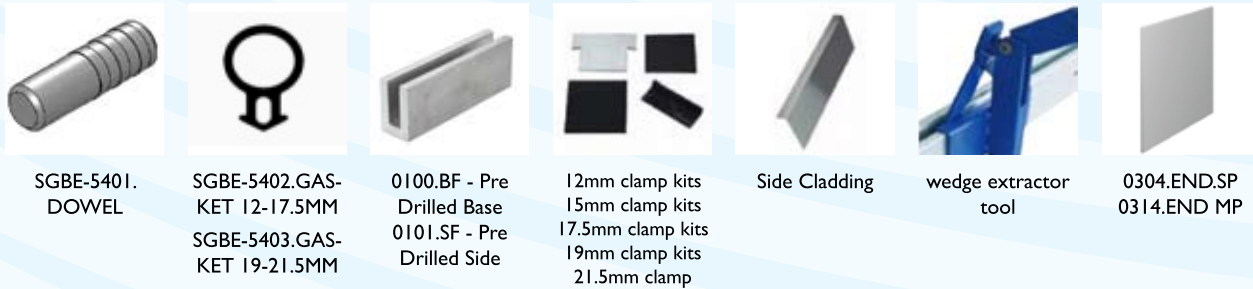 SGBE-5401.
DOWEL
SGBE-5402.GAS-
KET 12-17.5MM
SGBE-5403.GAS-
KET 19-21.5MM
0100.BF - Pre
Drilled Base
0101.SF - Pre
Drilled Side
12mm clamp kits
15mm clamp kits
17.5mm clamp kits
19mm clamp kits
21.5mm clamp
Side Cladding
wedge extractor
tool
0304.END.SP
0314.END MP